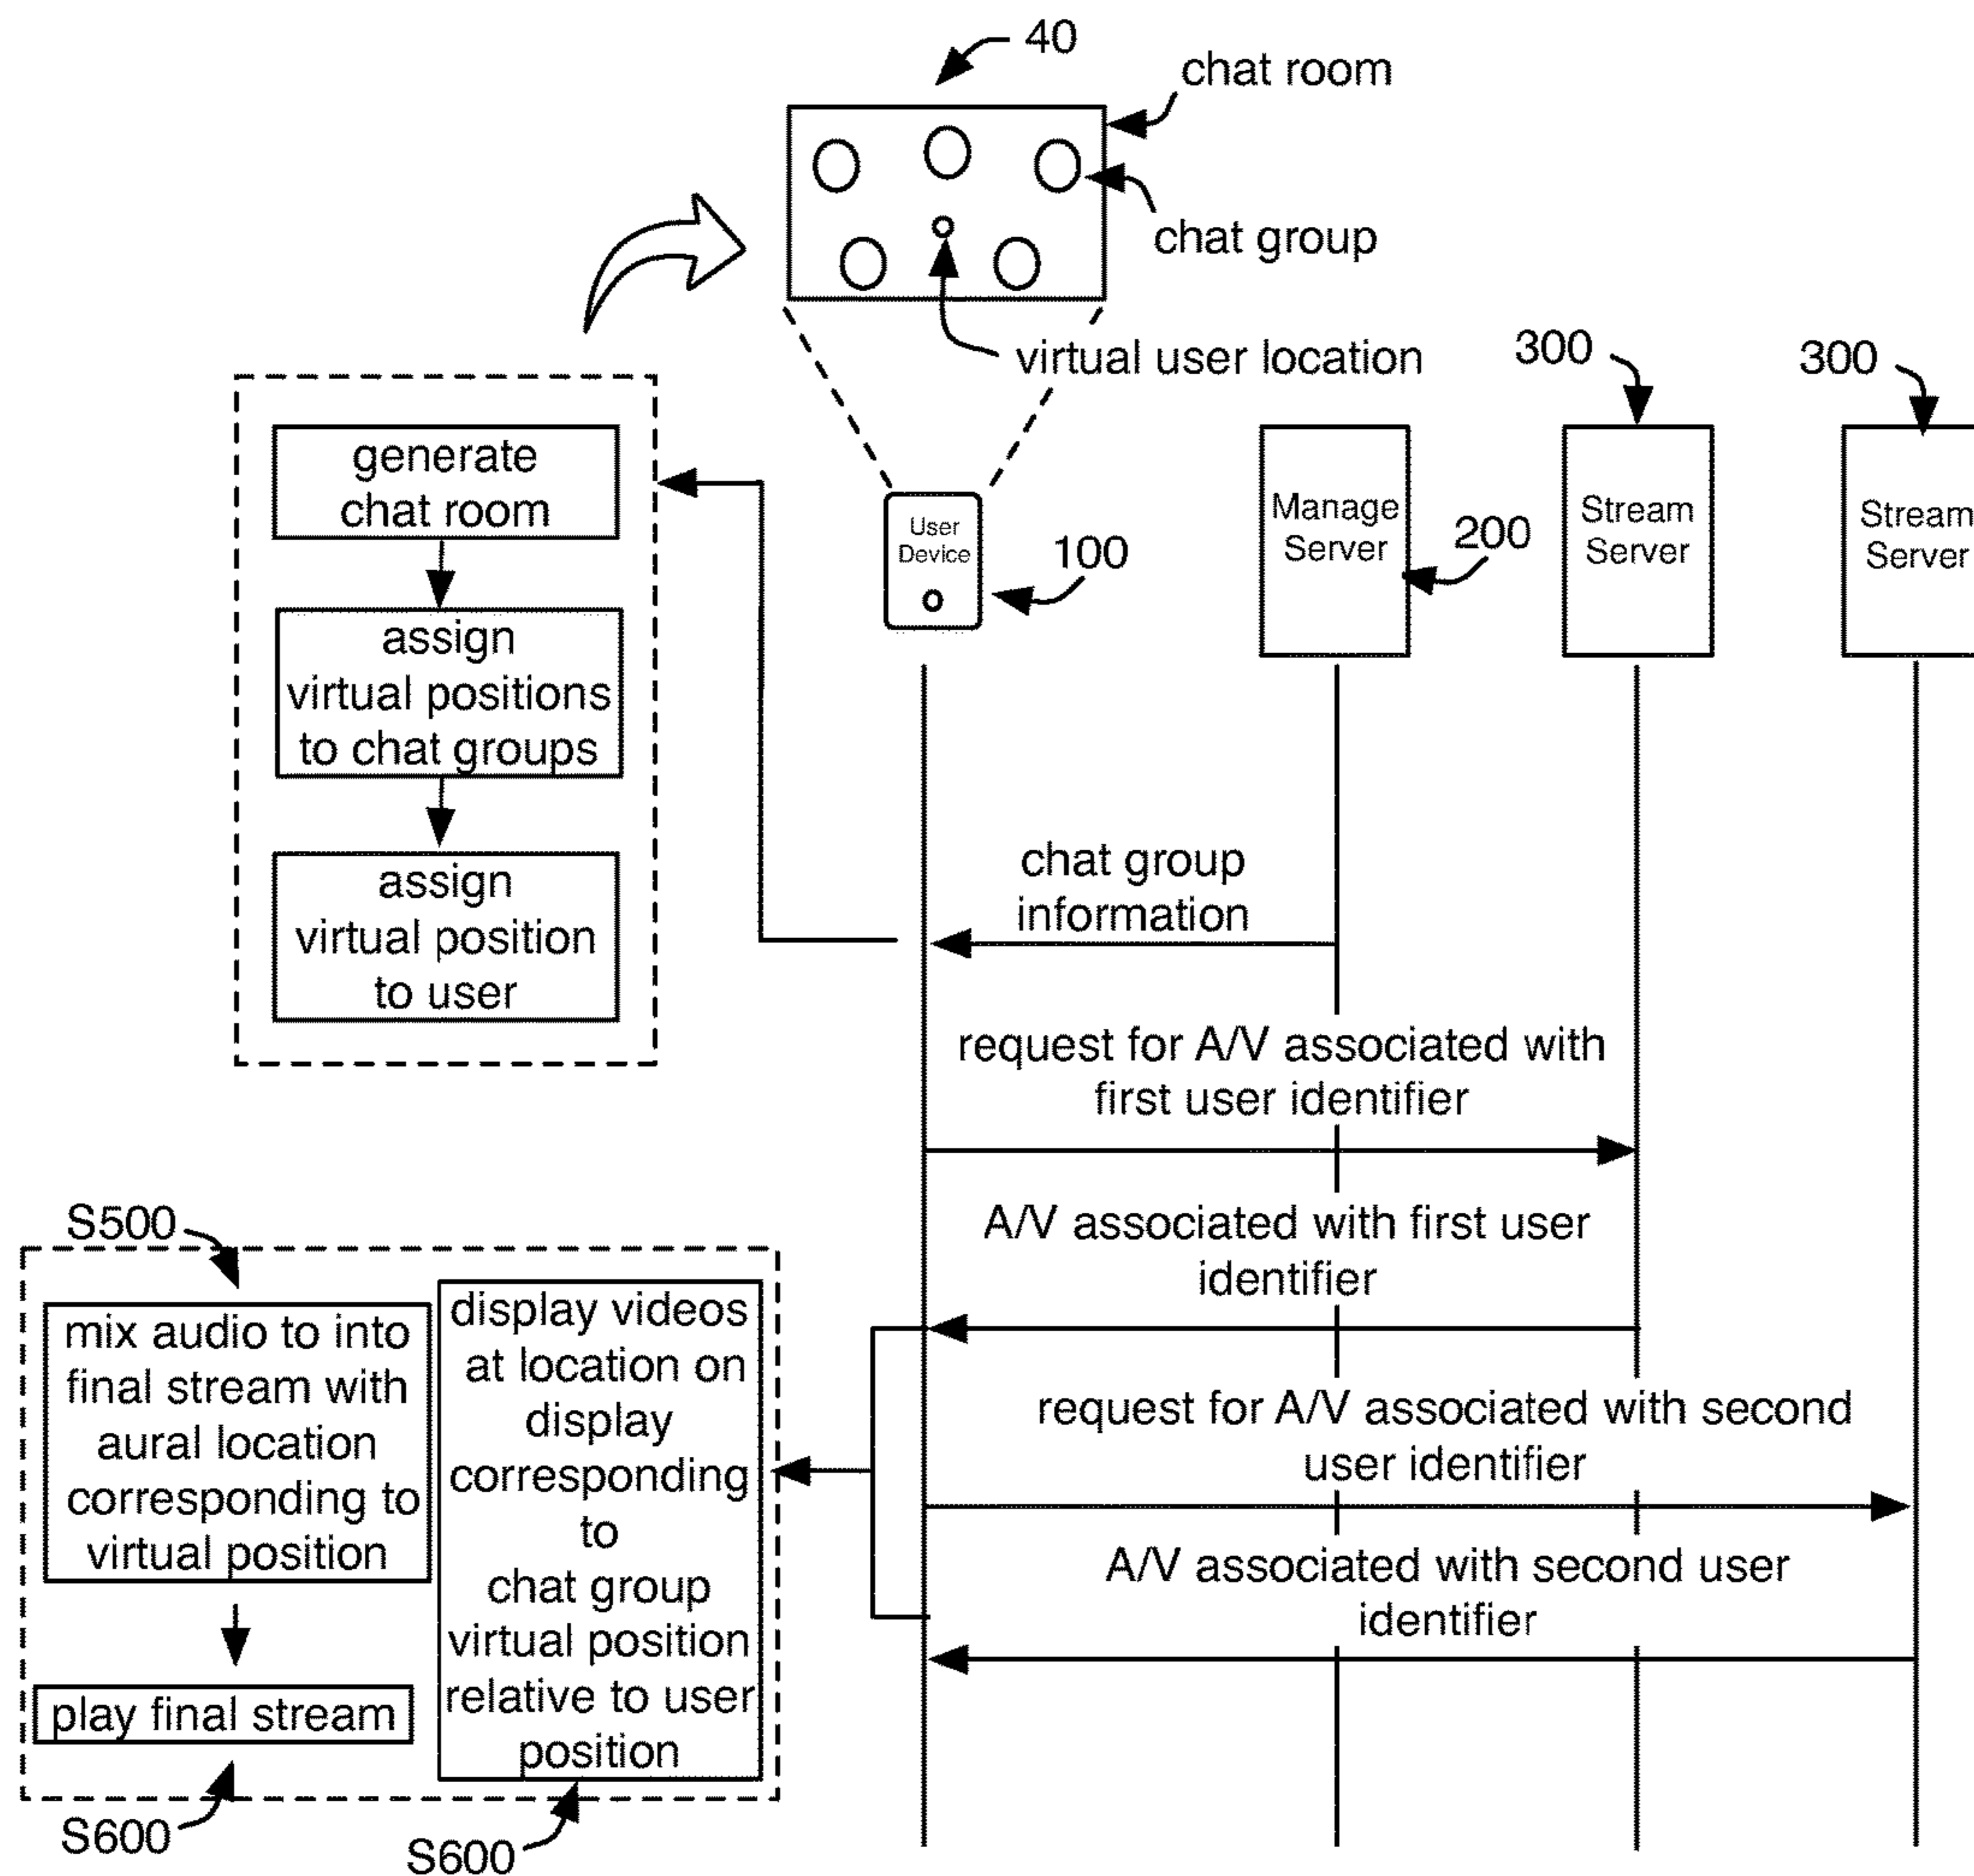 40
chat room
chat group
virtual user location
300
300
generate
chat room
assign
virtual positions
to chat groups
assign
virtual position
to user
User
Device
100
Manage
Server
200
Stream
Server
Stream
Server
chat group
information
request for A/V associated with
first user identifier
A/V associated with first user
identifier
request for A/V associated with second
user identifier
A/V associated with second user
identifier
S500
mix audio to into
final stream with
aural location
corresponding to
virtual position
play final stream
S600
display videos
at location on
display
corresponding
to
chat group
virtual position
relative to user
position
S600